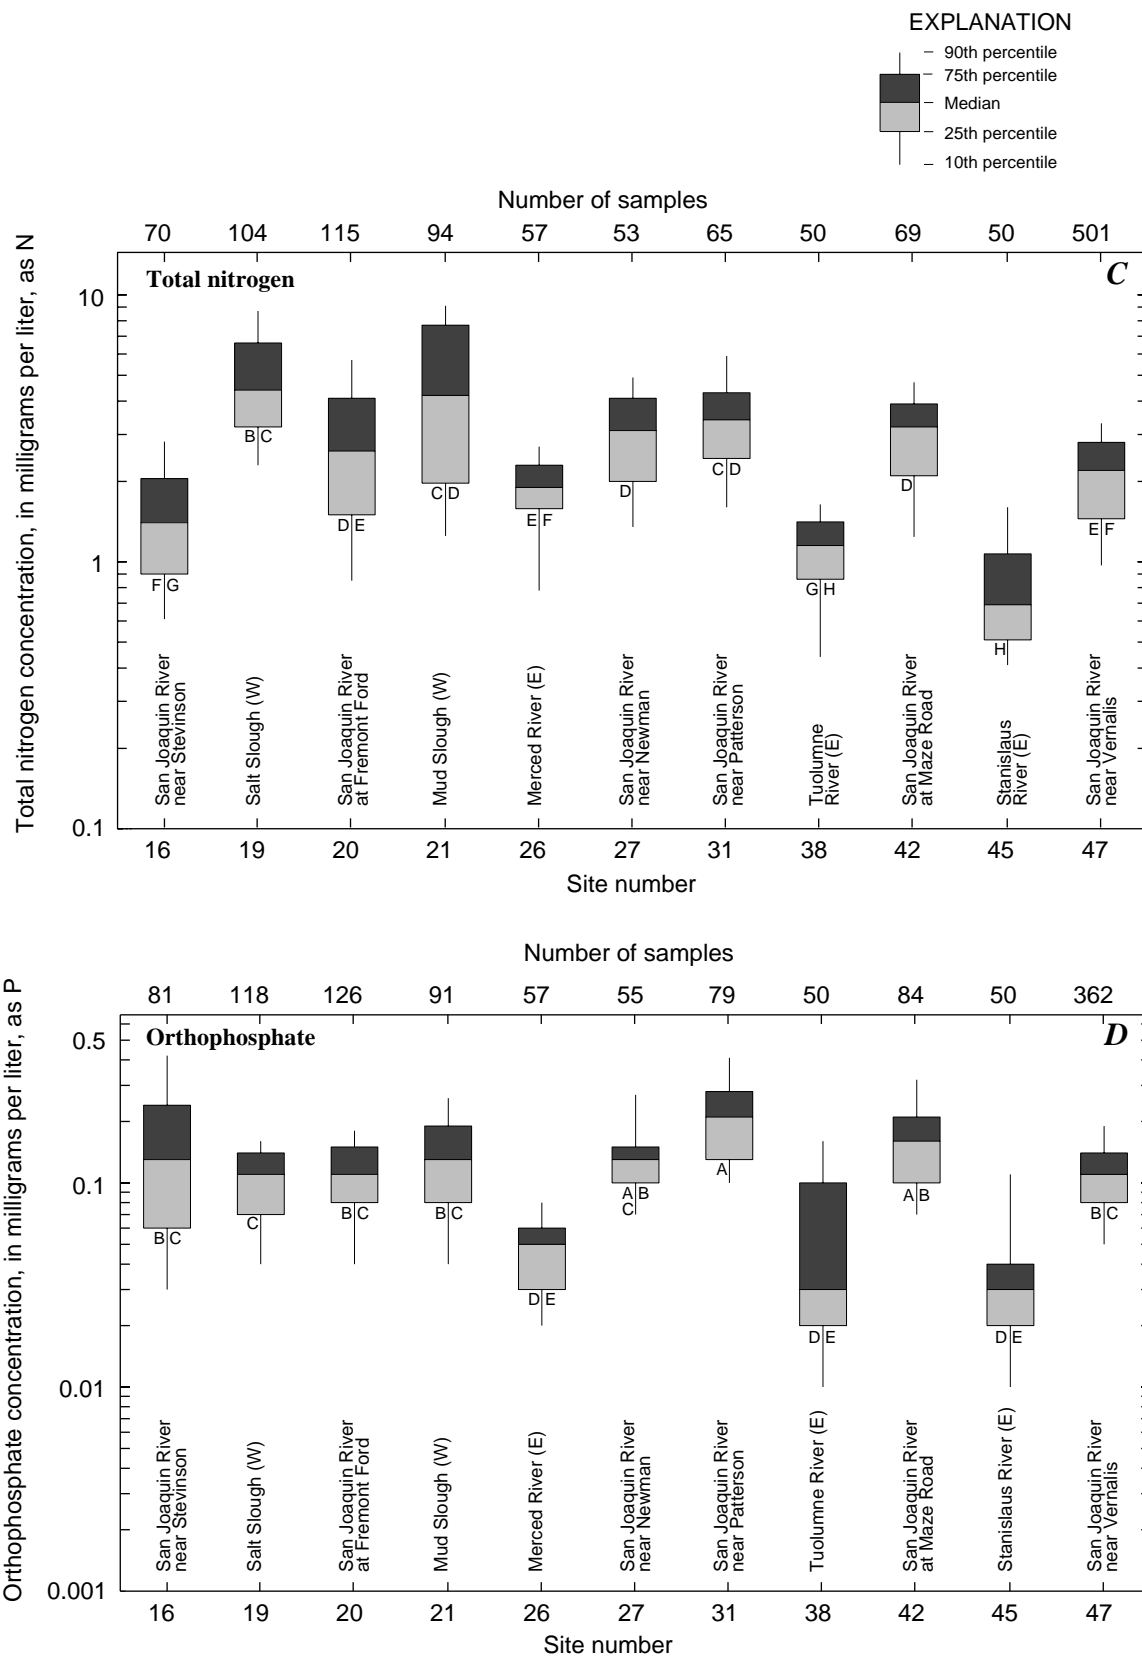 EXPLANATION
90th percentile
75th percentile
Median
25th percentile
10th percentile
Number of samples
70 104 115 94 57 53 65 50 69 50 501
Total nitrogen C
Total nitrogen concentration, in milligrams per liter, as N
10
1
0.1
B C
C D
C D
D
D
D E
E F
E F
F G
G H
H
San Joaquin River
near Stevinson
Salt Slough (W)
San Joaquin River
at Fremont Ford
Mud Slough (W)
Merced River (E)
San Joaquin River
near Newman
San Joaquin River
near Patterson
Tuolumne
River (E)
San Joaquin River
at Maze Road
Stanislaus
River (E)
San Joaquin River
near Vernalis
16 19 20 21 26 27 31 38 42 45 47
Site number
Number of samples
81 118 126 91 57 55 79 50 84 50 362
Orthophosphate D
Orthophosphate concentration, in milligrams per liter, as P
0.5
0.1
0.01
0.001
A
A B
C
A B
B C
C
B C
B C
B C
D E
D E
D E
San Joaquin River
near Stevinson
Salt Slough (W)
San Joaquin River
at Fremont Ford
Mud Slough (W)
Merced River (E)
San Joaquin River
near Newman
San Joaquin River
near Patterson
Tuolumne River (E)
San Joaquin River
at Maze Road
Stanislaus River (E)
San Joaquin River
near Vernalis
16 19 20 21 26 27 31 38 42 45 47
Site number